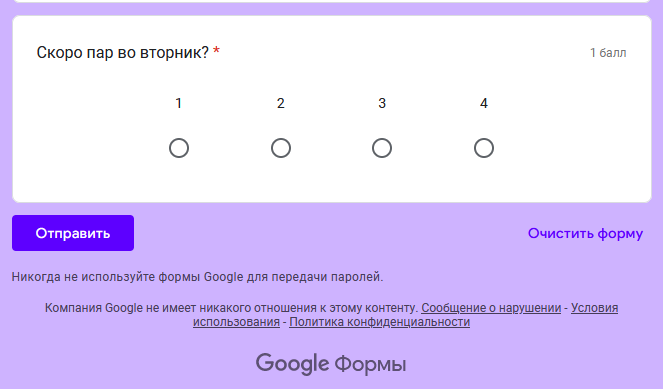 Скоро пар во вторник? *
1 балл
1 2 3 4
Отправить
Очистить форму
Никогда не используйте формы Google для передачи паролей.
Компания Google не имеет никакого отношения к этому контенту. Сообщение о нарушении - Условия
использования - Политика конфиденциальности
Google Формы